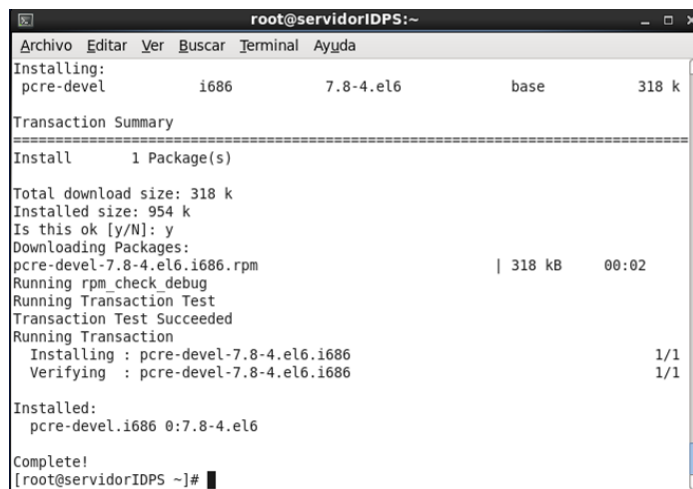 root@servidorIDPS:~
Archivo Editar Ver Buscar Terminal Ayuda
Installing:
 pcre-devel i686 7.8-4.el6 base 318 k
Transaction Summary
================================================================================
Install 1 Package(s)
Total download size: 318 k
Installed size: 954 k
Is this ok [y/N]: y
Downloading Packages:
pcre-devel-7.8-4.el6.i686.rpm | 318 kB 00:02
Running rpm_check_debug
Running Transaction Test
Transaction Test Succeeded
Running Transaction
  Installing : pcre-devel-7.8-4.el6.i686 1/1
  Verifying  : pcre-devel-7.8-4.el6.i686 1/1
Installed:
  pcre-devel.i686 0:7.8-4.el6
Complete!
[root@servidorIDPS ~]#